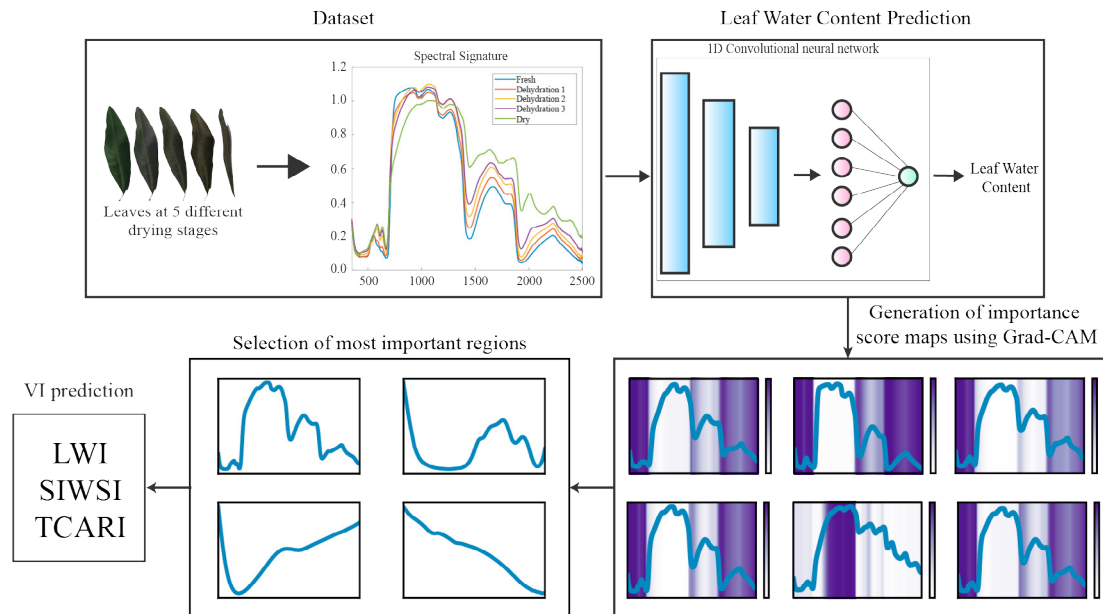 Dataset
Leaf Water Content Prediction
Spectral Signature
1.2
1.0
0.8
0.6
0.4
0.2
0.0
500
1000
1500
2000
2500
Fresh
Dehydration 1
Dehydration 2
Dehydration 3
Dry
Leaves at 5 different
drying stages
1D Convolutional neural network
Leaf Water
Content
Generation of importance
score maps using Grad-CAM
Selection of most important regions
VI prediction
LWI
SIWSI
TCARI